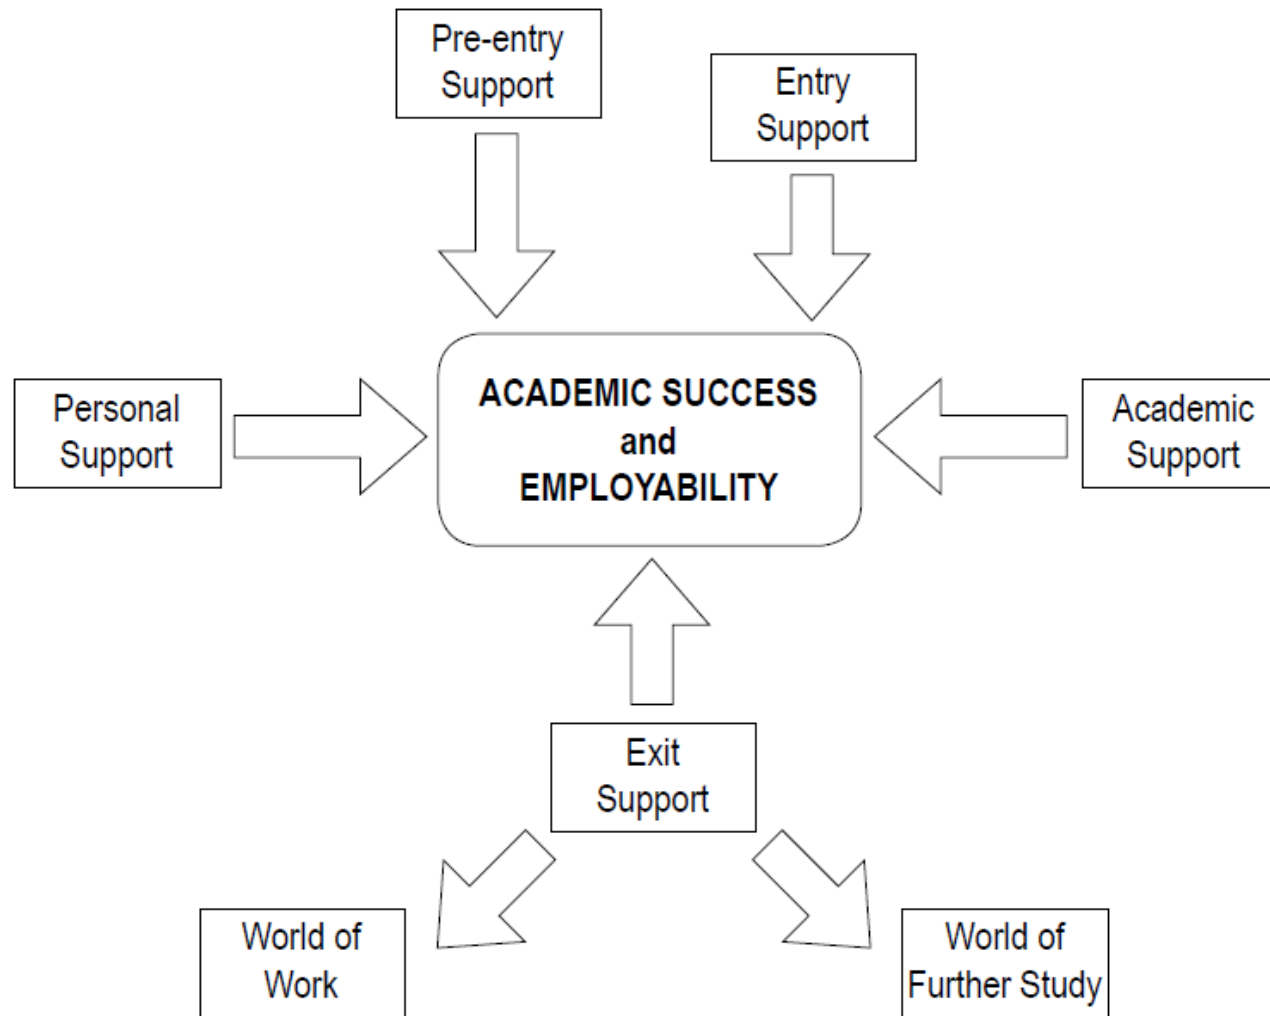 Pre-entry
Support
Entry
Support
Personal
Support
ACADEMIC SUCCESS
and
EMPLOYABILITY
Academic
Support
Exit
Support
World of
Work
World of
Further Study